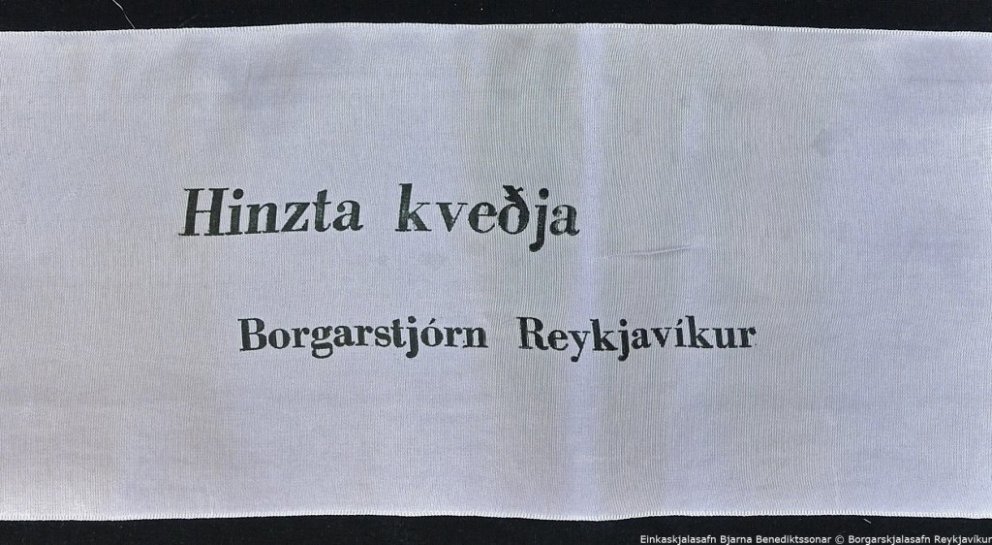 Hinzta kveðja
Borgarstjórn Reykjavíkur
Einkaskjalasafn Bjarna Benediktssonar © Borgarskjalasafn Reykjavíkur